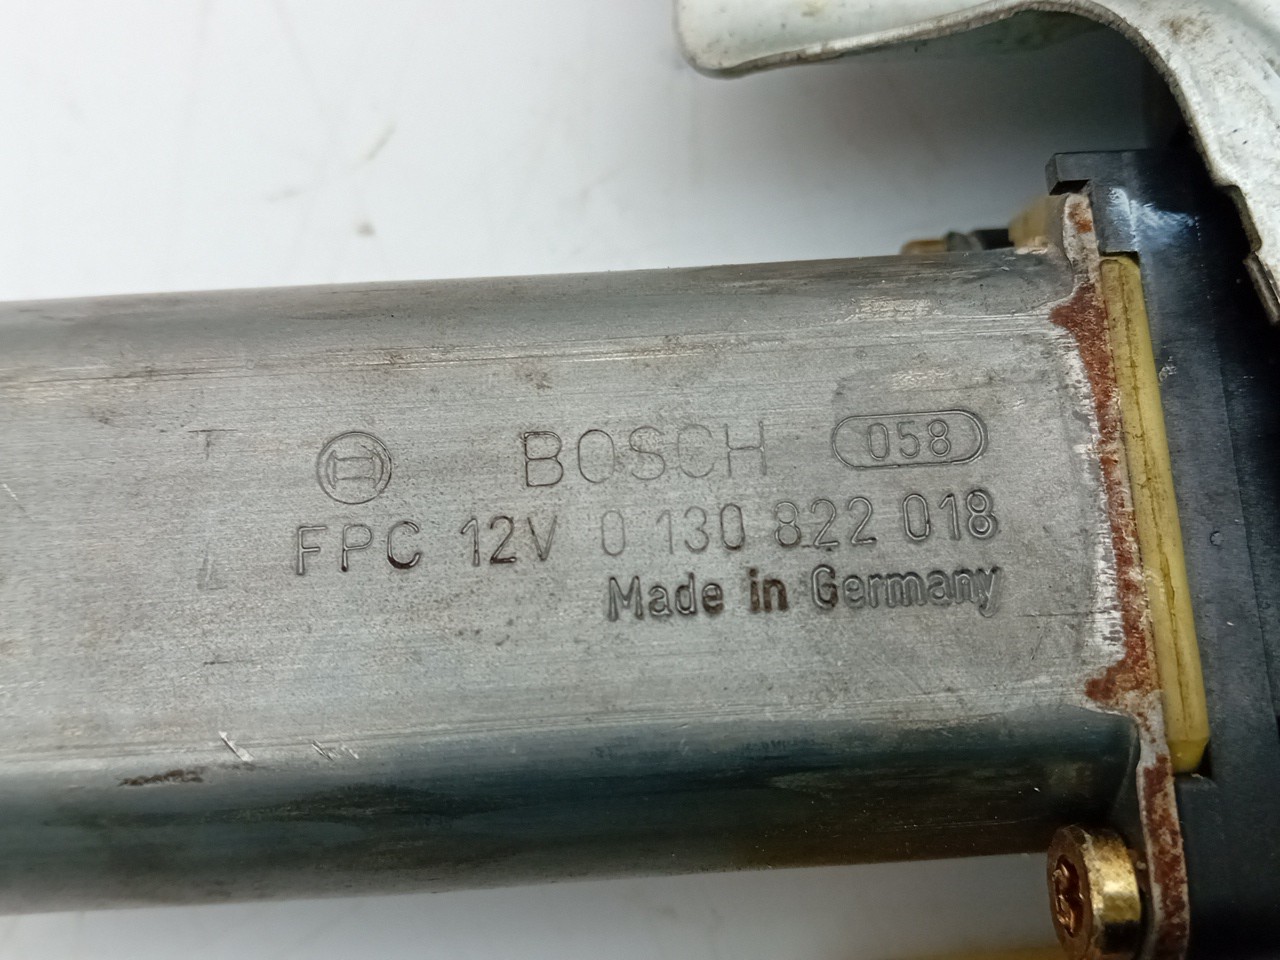 BOSCH 058
FPC 12V 0 130 822 018
Made in Germany